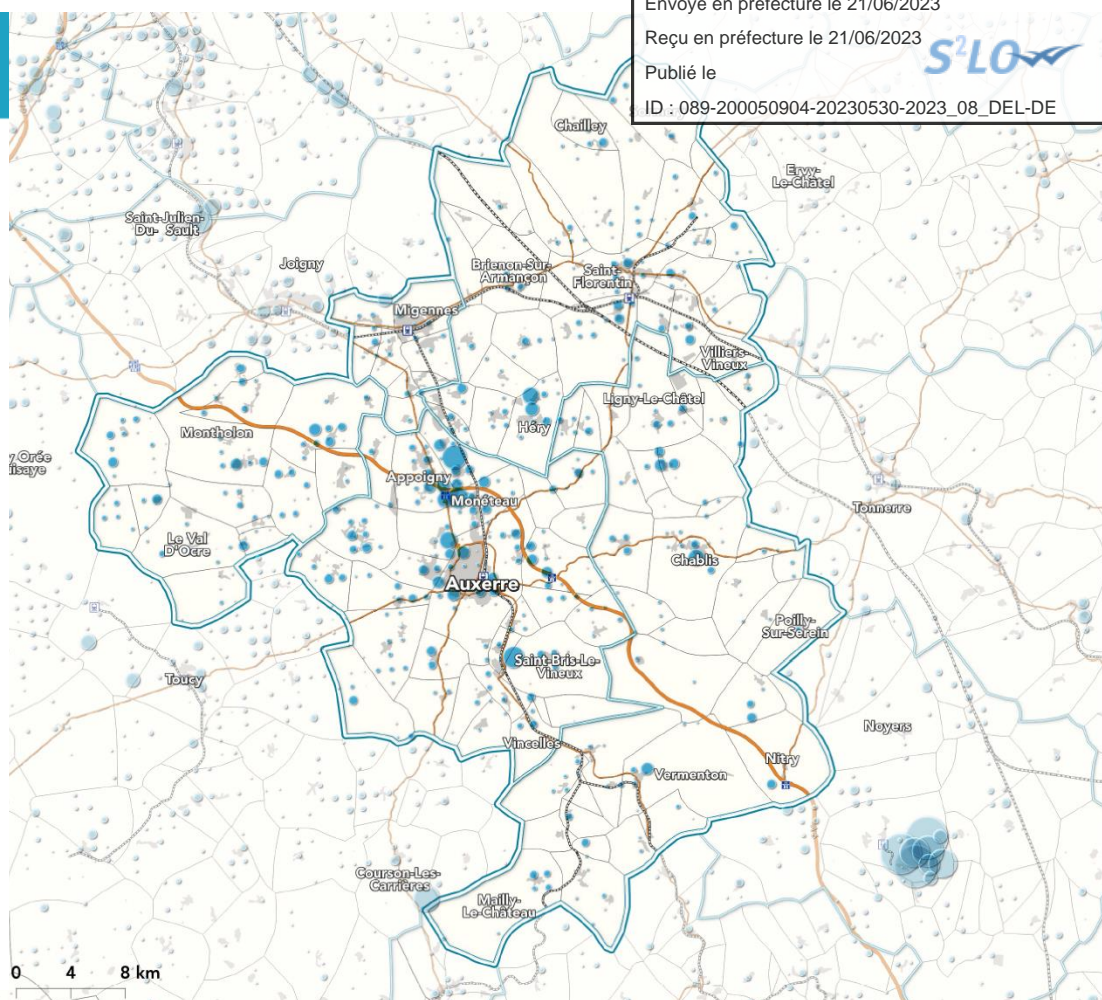 Envoyé en préfecture le 21/06/2023
Reçu en préfecture le 21/06/2023
S²LOW
Publié le
ID : 089-200050904-20230530-2023_08_DEL-DE
Chailley
Ervy-
Le-Châtel
Saint-Julien-
Du- Sault
Joigny
Brienon-Sur-
Armançon
Saint-
Florentin
Migennes
Villiers-
Vineux
Ligny-Le-Châtel
Montholon
Héry
Orée
Appoigny
Monéteau
Tonnerre
Le Val
D'Ocre
Chablis
Auxerre
Poilly-
Sur-Serein
Saint-Bris-Le-
Vineux
Toucy
Noyers
Vincelles
Nitry
Vermenton
Courson-Les-
Carrières
Mailly-
Le-Château
0 4 8 km